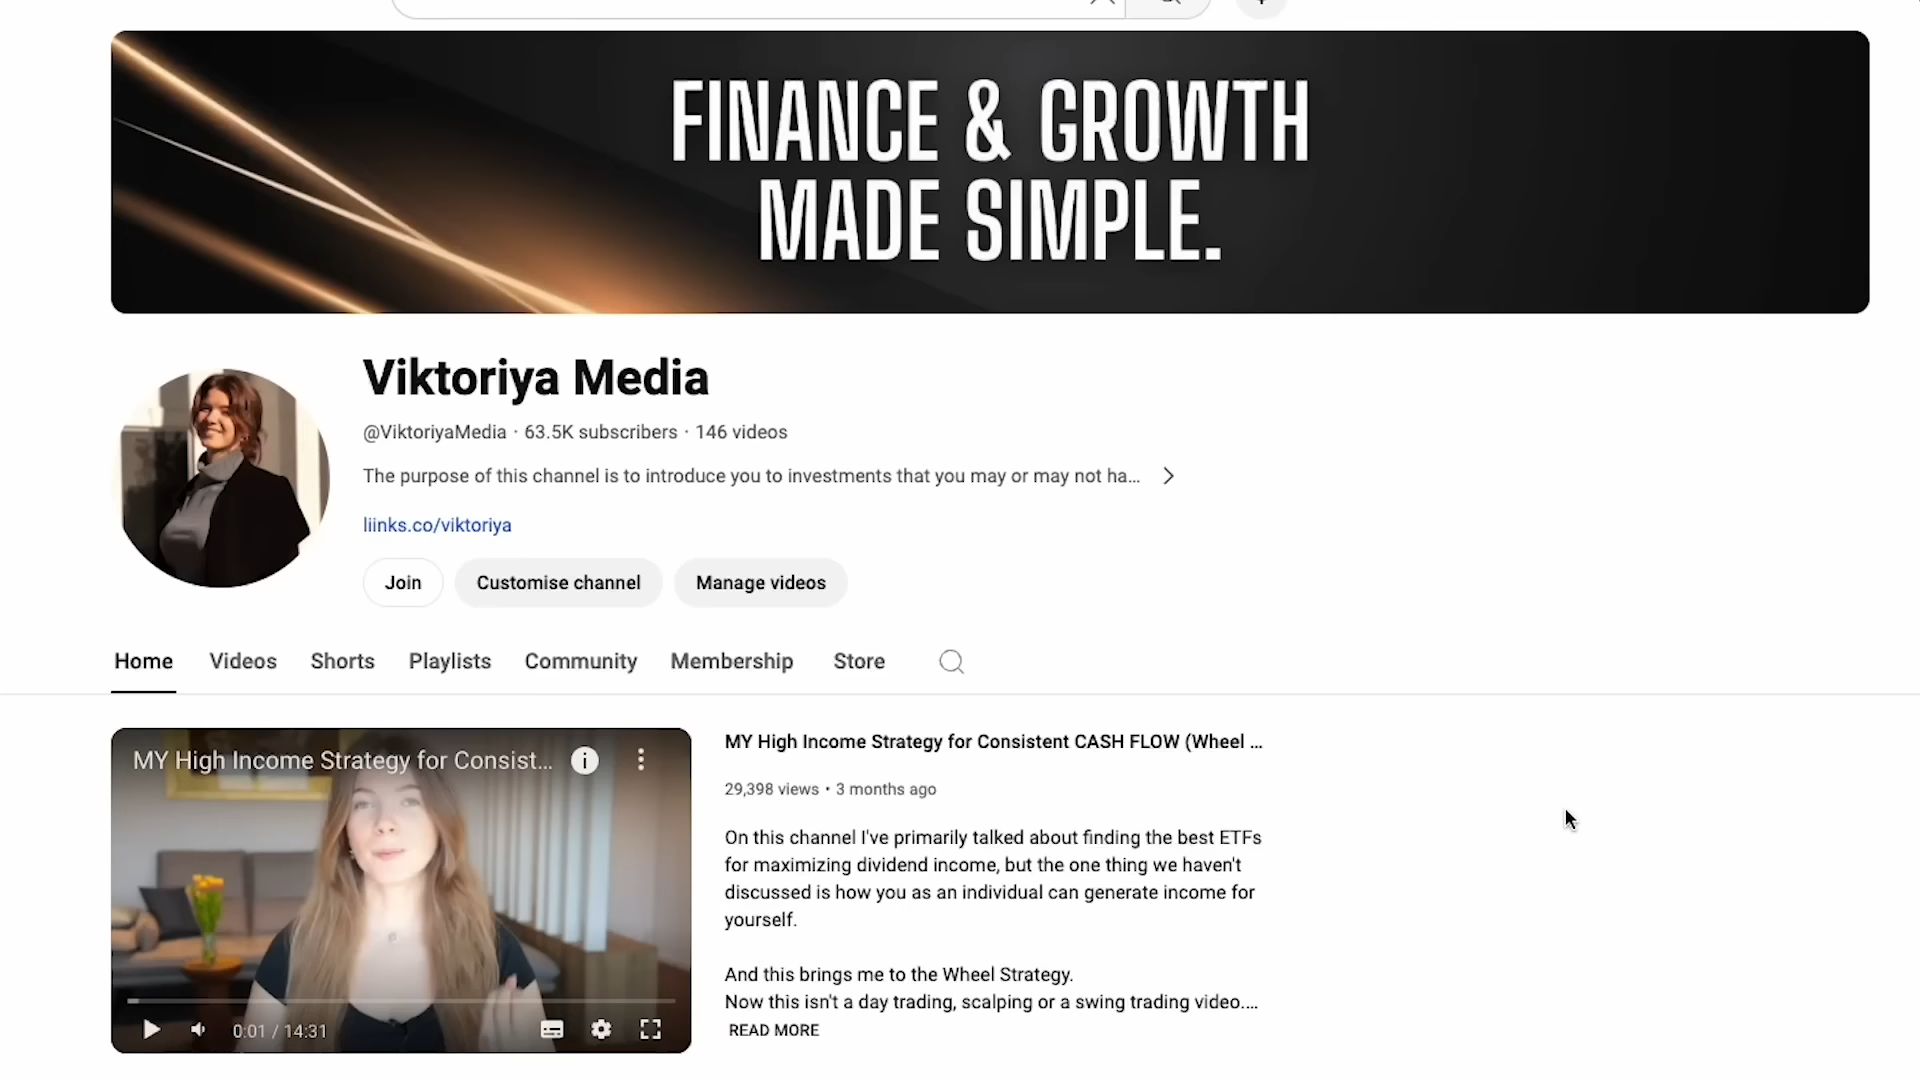 FINANCE & GROWTH
MADE SIMPLE.
Viktoriya Media
@ViktoriyaMedia · 63.5K subscribers · 146 videos
The purpose of this channel is to introduce you to investments that you may or may not ha...
liinks.co/viktoriya
Join
Customise channel
Manage videos
Home
Videos
Shorts
Playlists
Community
Membership
Store
MY High Income Strategy for Consist...
0:01 / 14:31
MY High Income Strategy for Consistent CASH FLOW (Wheel ...
29,398 views • 3 months ago
On this channel I've primarily talked about finding the best ETFs
for maximizing dividend income, but the one thing we haven't
discussed is how you as an individual can generate income for
yourself.
And this brings me to the Wheel Strategy.
Now this isn't a day trading, scalping or a swing trading video....
READ MORE